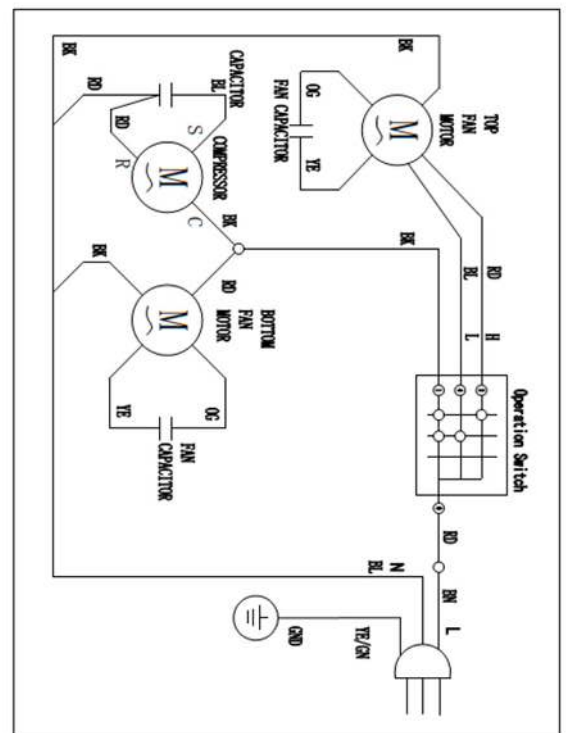 BK
RD
RD
CAPACITOR
BL
S
R
COMPRESSOR
C
BK
BK
OG
FAN CAPACITOR
YE
TOP
FAN
MOTOR
M
M
M
RD
BK
BOTTOM
FAN
MOTOR
YE
OG
FAN
CAPACITOR
BK
BL
L
RD
H
Operation Switch
RD
BN
L
N
BL
GND
YE/GN